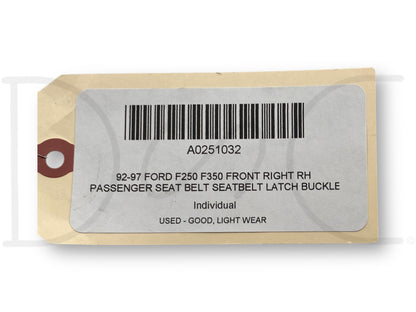 A0251032
92-97 FORD F250 F350 FRONT RIGHT RH
PASSENGER SEAT BELT SEATBELT LATCH BUCKLE
Individual
USED - GOOD, LIGHT WEAR